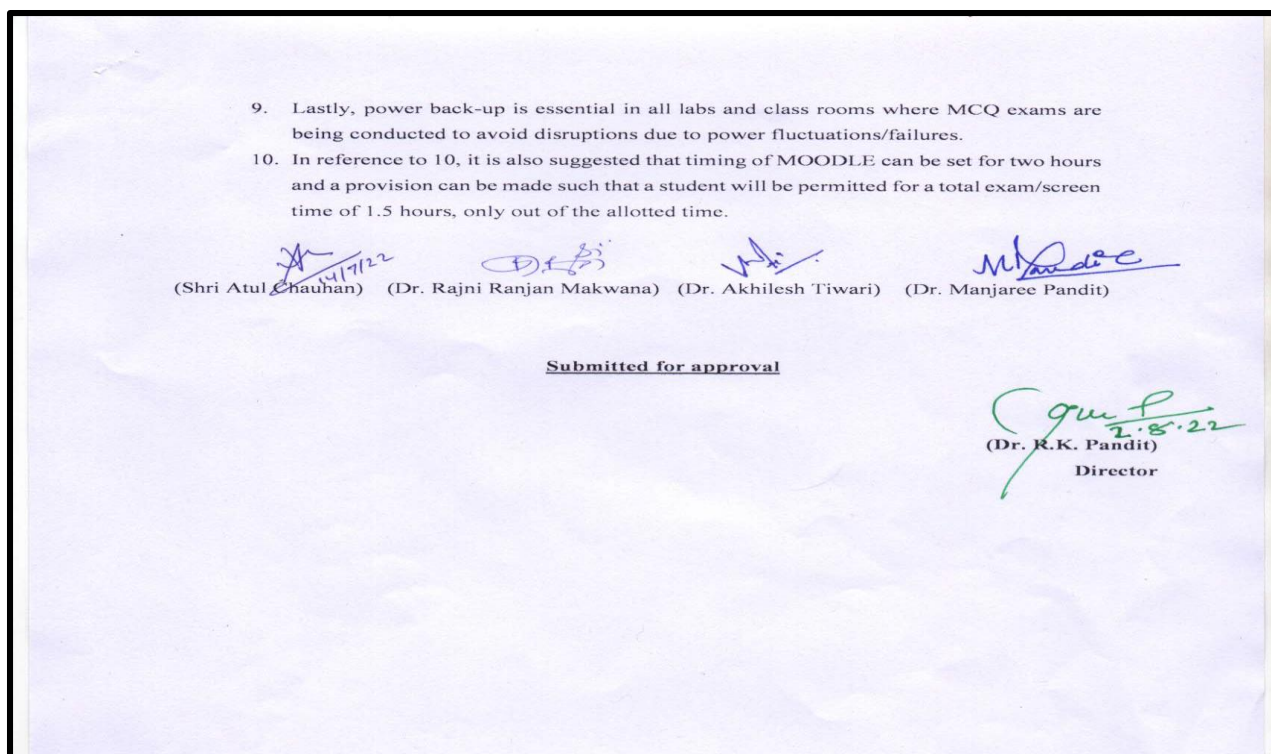 9. Lastly, power back-up is essential in all labs and class rooms where MCQ exams are
being conducted to avoid disruptions due to power fluctuations/failures.
10. In reference to 10, it is also suggested that timing of MOODLE can be set for two hours
and a provision can be made such that a student will be permitted for a total exam/screen
time of 1.5 hours, only out of the allotted time.
14/7/22
(Shri Atul Chauhan) (Dr. Rajni Ranjan Makwana) (Dr. Akhilesh Tiwari) (Dr. Manjaree Pandit)
Submitted for approval
2.8.22
(Dr. R.K. Pandit)
Director